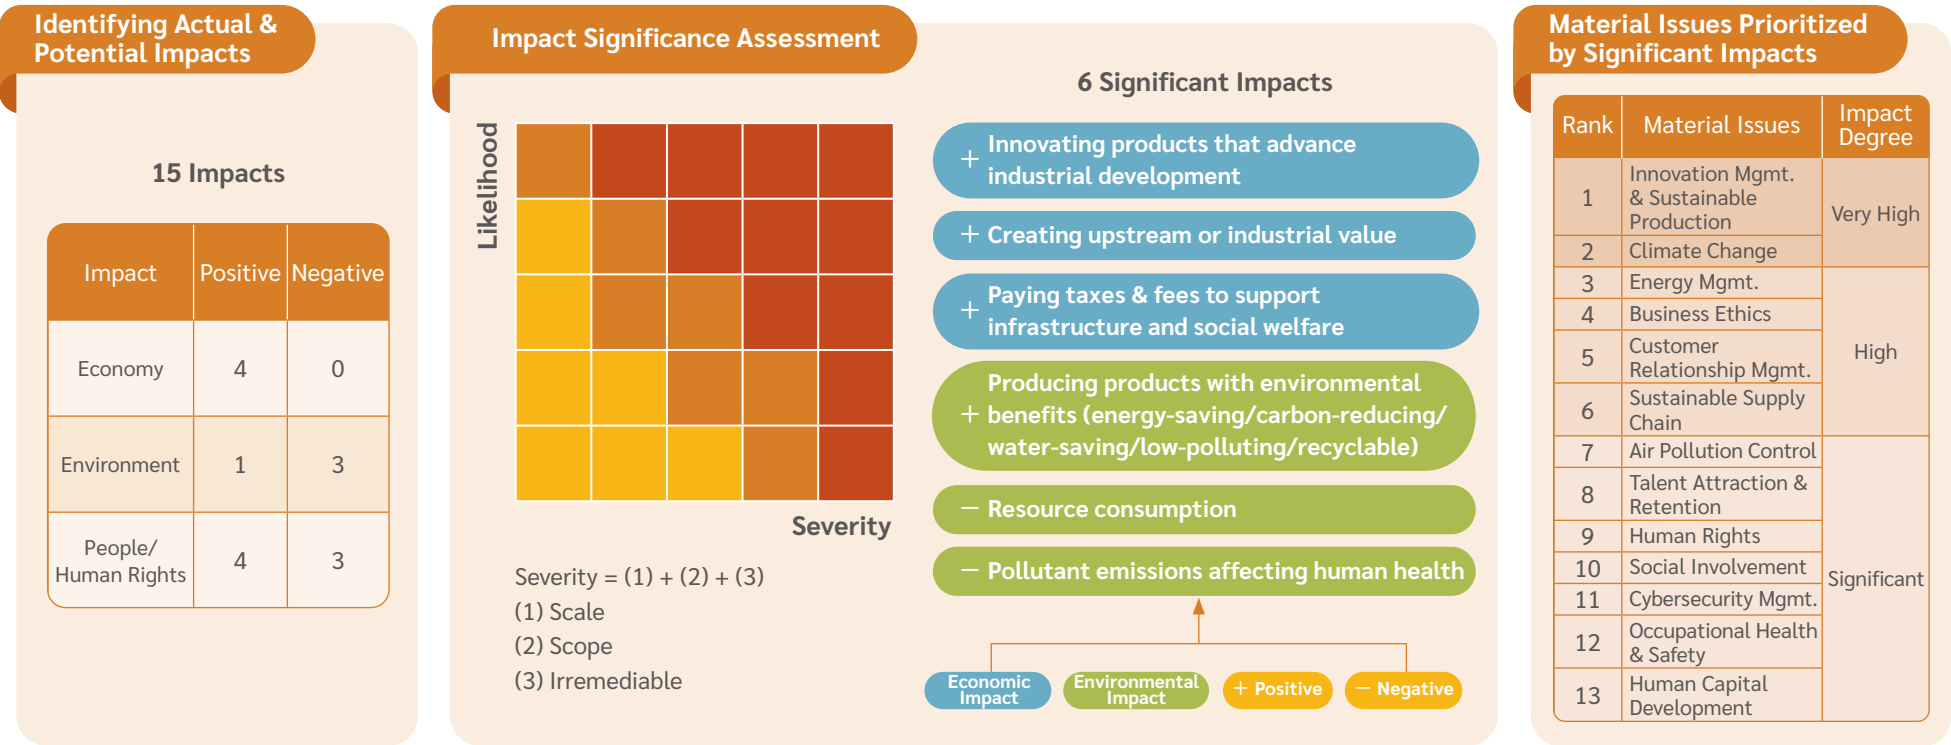 Identifying Actual &
Potential Impacts
15 Impacts
Impact Positive Negative
Economy 4 0
Environment 1 3
People/
Human Rights 4 3
Impact Significance Assessment
Likelihood
Severity
Severity = (1) + (2) + (3)
(1) Scale
(2) Scope
(3) Irremediable
6 Significant Impacts
+ Innovating products that advance
industrial development
+ Creating upstream or industrial value
+ Paying taxes & fees to support
infrastructure and social welfare
Producing products with environmental
+ benefits (energy-saving/carbon-reducing/
water-saving/low-polluting/recyclable)
− Resource consumption
− Pollutant emissions affecting human health
Economic
Impact
Environmental
Impact
+ Positive
− Negative
Material Issues Prioritized
by Significant Impacts
Rank Material Issues Impact
Degree
1 Innovation Mgmt.
& Sustainable
Production
Very High
2 Climate Change
3 Energy Mgmt.
4 Business Ethics
High
5 Customer
Relationship Mgmt.
6 Sustainable Supply
Chain
7 Air Pollution Control
8 Talent Attraction &
Retention
9 Human Rights
10 Social Involvement
Significant
11 Cybersecurity Mgmt.
12 Occupational Health
& Safety
13 Human Capital
Development